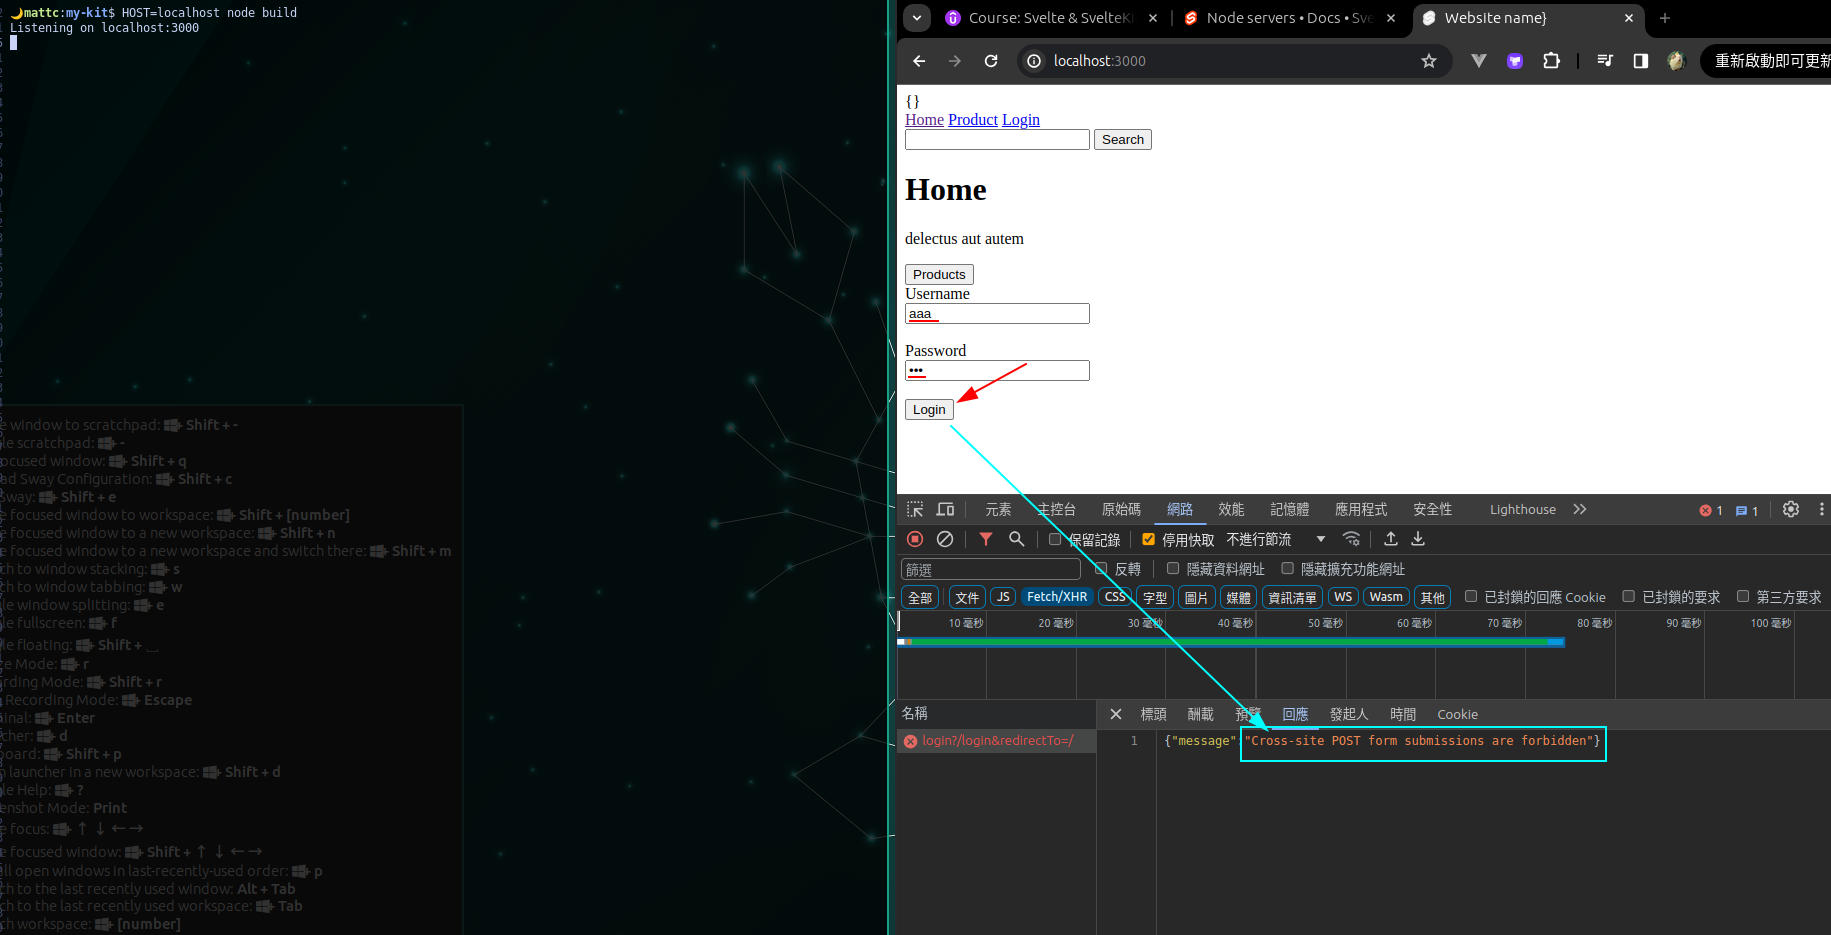 🌙mattc:my-kit$ HOST=localhost node build
Listening on localhost:3000
e window to scratchpad: + Shift + -
le scratchpad: + -
ocused window: + Shift + q
ad Sway Configuration: + Shift + c
Sway: + Shift + e
e focused window to workspace: + Shift + [number]
e focused window to a new workspace: + Shift + n
e focused window to a new workspace and switch there: + Shift + m
ch to window stacking: + s
ch to window tabbing: + w
le window splitting: + e
le fullscreen: + f
le floating: + Shift + ⎵
e Mode: + r
rding Mode: + Shift + r
Recording Mode: + Escape
inal: + Enter
cher: + d
board: + Shift + p
n launcher in a new workspace: + Shift + d
le Help: + ?
enshot Mode: Print
e focus: + ↑ ↓ ← →
e focused window: + Shift + ↑ ↓ ← →
all open windows in last-recently-used order: + p
ch to the last recently used window: Alt + Tab
ch to the last recently used workspace: + Tab
ch workspace: + [number]
Course: Svelte & SvelteK
Node servers • Docs • Sve
Website name}
localhost:3000
重新啟動即可更新
{}
Home Product Login
Search
Home
delectus aut autem
Products
Username
aaa
Password
•••
Login
元素 主控台 原始碼 網路 效能 記憶體 應用程式 安全性 Lighthouse 1 1
保留記錄 停用快取 不進行節流
篩選 反轉 隱藏資料網址 隱藏擴充功能網址
全部 文件 JS Fetch/XHR CSS 字型 圖片 媒體 資訊清單 WS Wasm 其他 已封鎖的回應 Cookie 已封鎖的要求 第三方要求
10 毫秒 20 毫秒 30 毫秒 40 毫秒 50 毫秒 60 毫秒 70 毫秒 80 毫秒 90 毫秒 100 毫秒
名稱 標頭 酬載 預覽 回應 發起人 時間 Cookie
login?/login&redirectTo=/
1 {"message":"Cross-site POST form submissions are forbidden"}